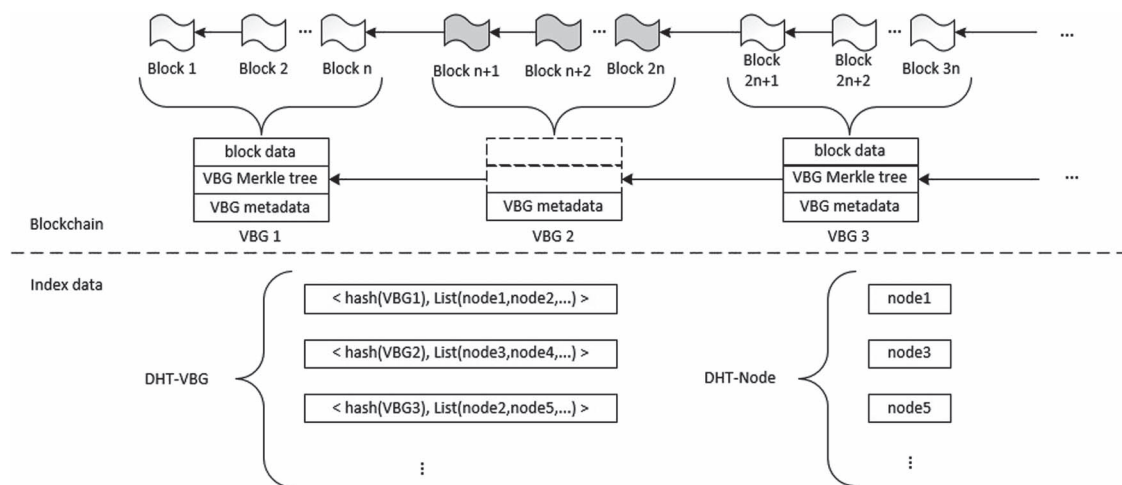 Block 1
Block 2
...
Block n
Block n+1
Block n+2
...
Block 2n
Block
2n+1
Block
2n+2
...
Block 3n
...
block data
VBG Merkle tree
VBG metadata
VBG 1
VBG metadata
VBG 2
block data
VBG Merkle tree
VBG metadata
VBG 3
...
Blockchain
Index data
DHT-VBG
< hash(VBG1), List(node1,node2,...) >
< hash(VBG2), List(node3,node4,...) >
< hash(VBG3), List(node2,node5,...) >
...
DHT-Node
node1
node3
node5
...